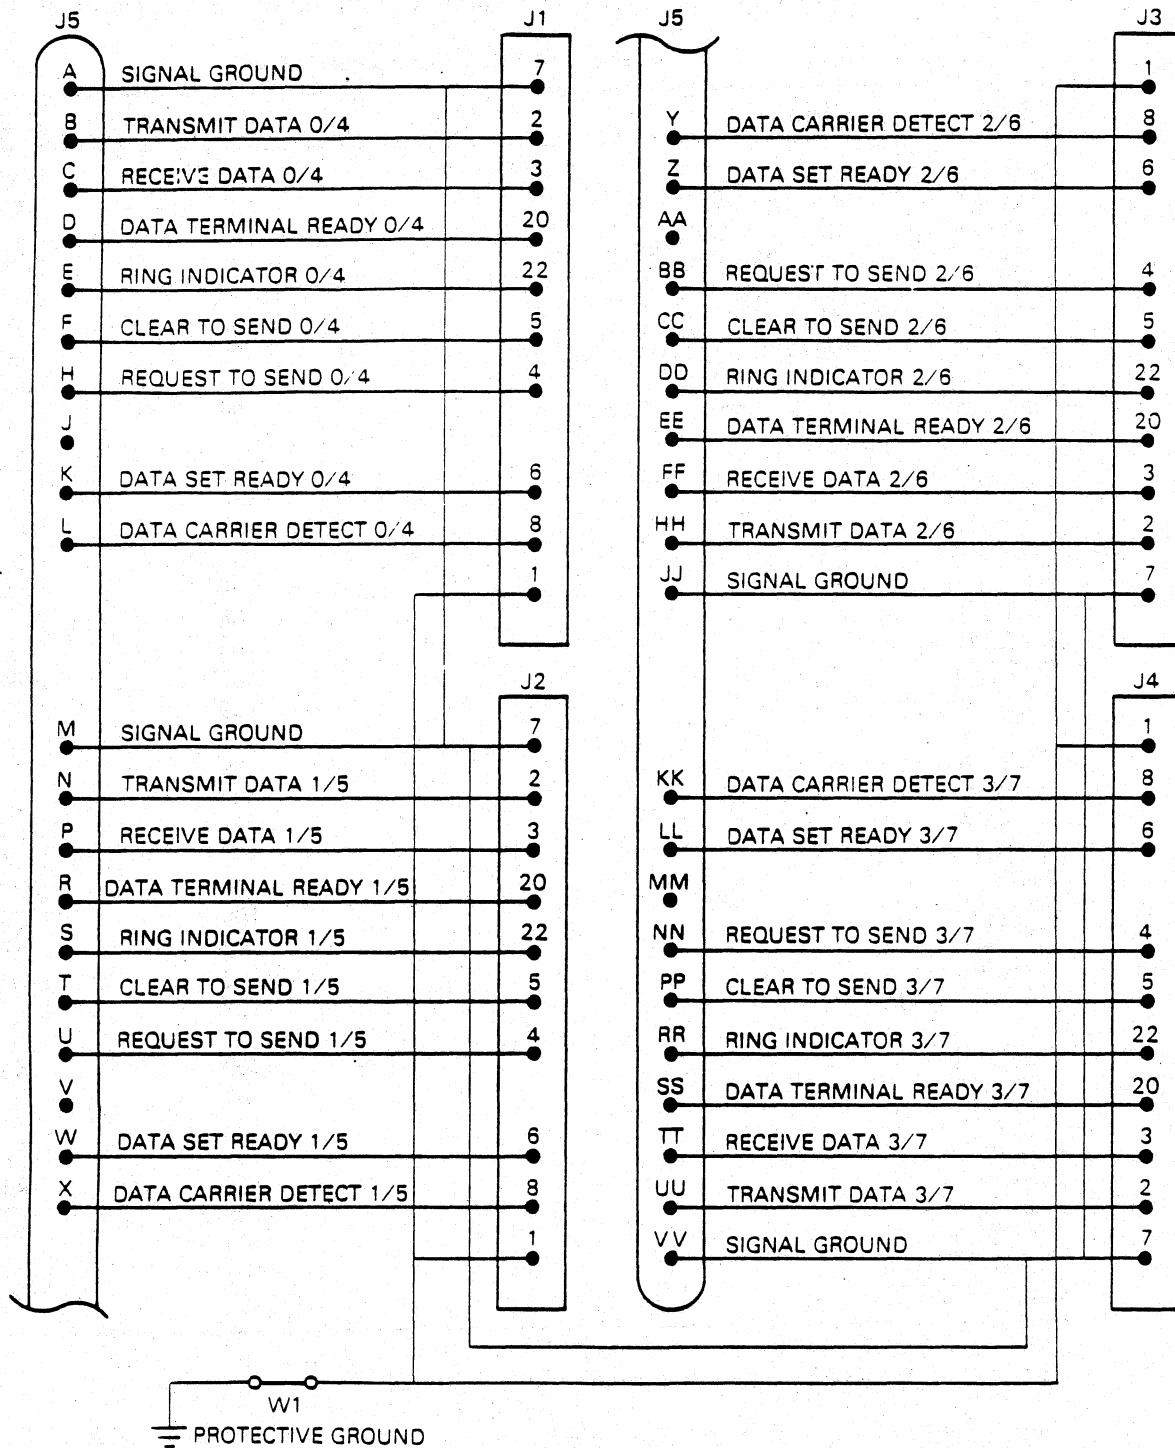 J5 J1
A SIGNAL GROUND 7
B TRANSMIT DATA 0/4 2
C RECEIVE DATA 0/4 3
D DATA TERMINAL READY 0/4 20
E RING INDICATOR 0/4 22
F CLEAR TO SEND 0/4 5
H REQUEST TO SEND 0/4 4
J
K DATA SET READY 0/4 6
L DATA CARRIER DETECT 0/4 8
1
J2
M SIGNAL GROUND 7
N TRANSMIT DATA 1/5 2
P RECEIVE DATA 1/5 3
R DATA TERMINAL READY 1/5 20
S RING INDICATOR 1/5 22
T CLEAR TO SEND 1/5 5
U REQUEST TO SEND 1/5 4
V
W DATA SET READY 1/5 6
X DATA CARRIER DETECT 1/5 8
1
W1
PROTECTIVE GROUND
J5 J3
1
Y DATA CARRIER DETECT 2/6 8
Z DATA SET READY 2/6 6
AA
BB REQUEST TO SEND 2/6 4
CC CLEAR TO SEND 2/6 5
DD RING INDICATOR 2/6 22
EE DATA TERMINAL READY 2/6 20
FF RECEIVE DATA 2/6 3
HH TRANSMIT DATA 2/6 2
JJ SIGNAL GROUND 7
J4
1
KK DATA CARRIER DETECT 3/7 8
LL DATA SET READY 3/7 6
MM
NN REQUEST TO SEND 3/7 4
PP CLEAR TO SEND 3/7 5
RR RING INDICATOR 3/7 22
SS DATA TERMINAL READY 3/7 20
TT RECEIVE DATA 3/7 3
UU TRANSMIT DATA 3/7 2
VV SIGNAL GROUND 7